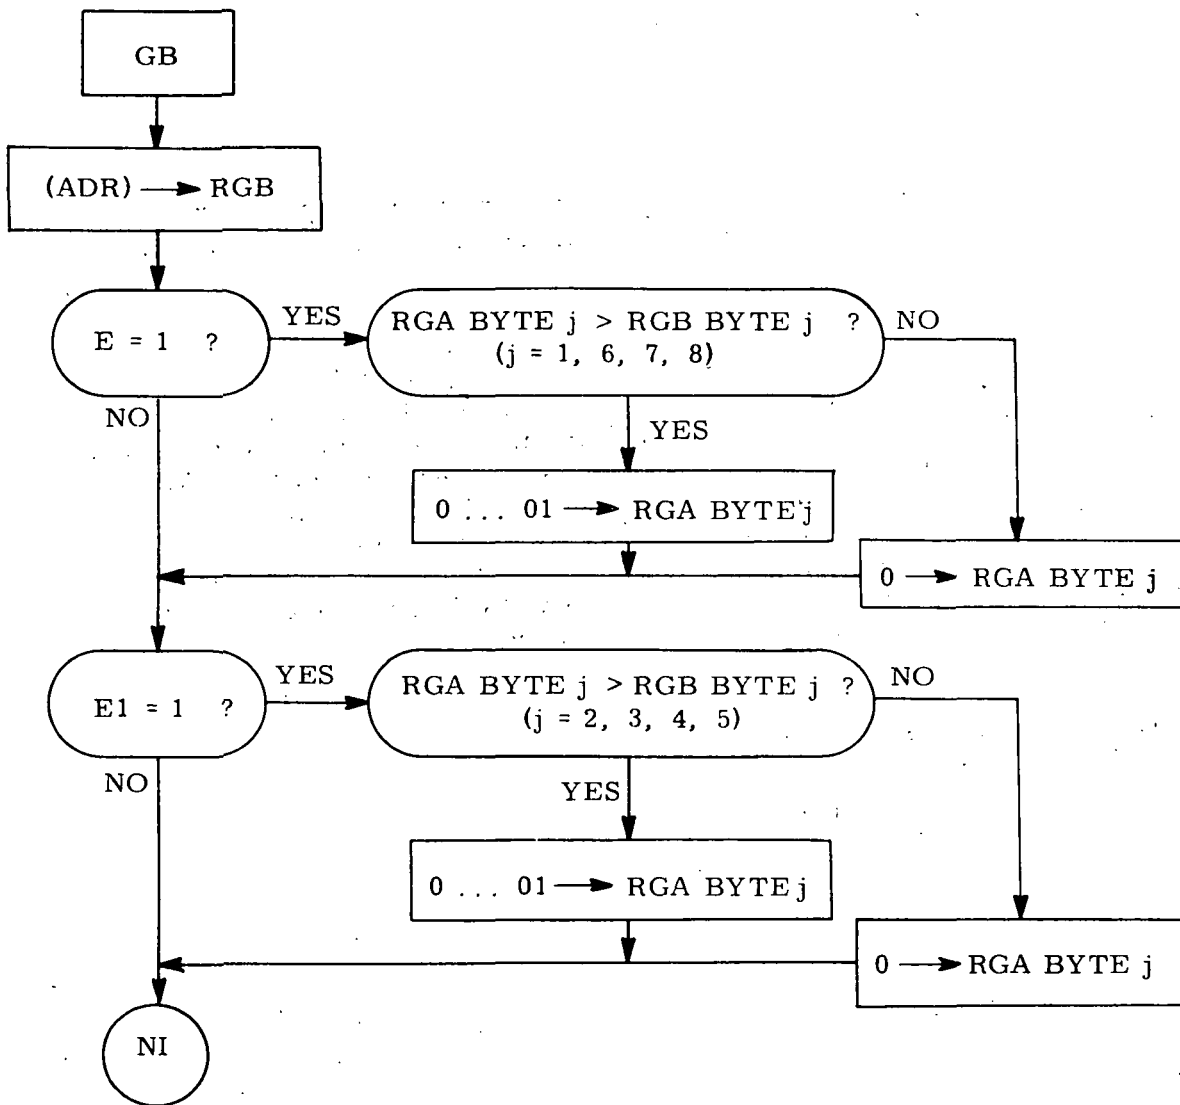 GB
(ADR) → RGB
E = 1 ?
YES
RGA BYTE j > RGB BYTE j ?
(j = 1, 6, 7, 8)
NO
NO
YES
0 ... 01 → RGA BYTE j
0 → RGA BYTE j
E1 = 1 ?
YES
RGA BYTE j > RGB BYTE j ?
(j = 2, 3, 4, 5)
NO
NO
YES
0 ... 01 → RGA BYTE j
0 → RGA BYTE j
NI